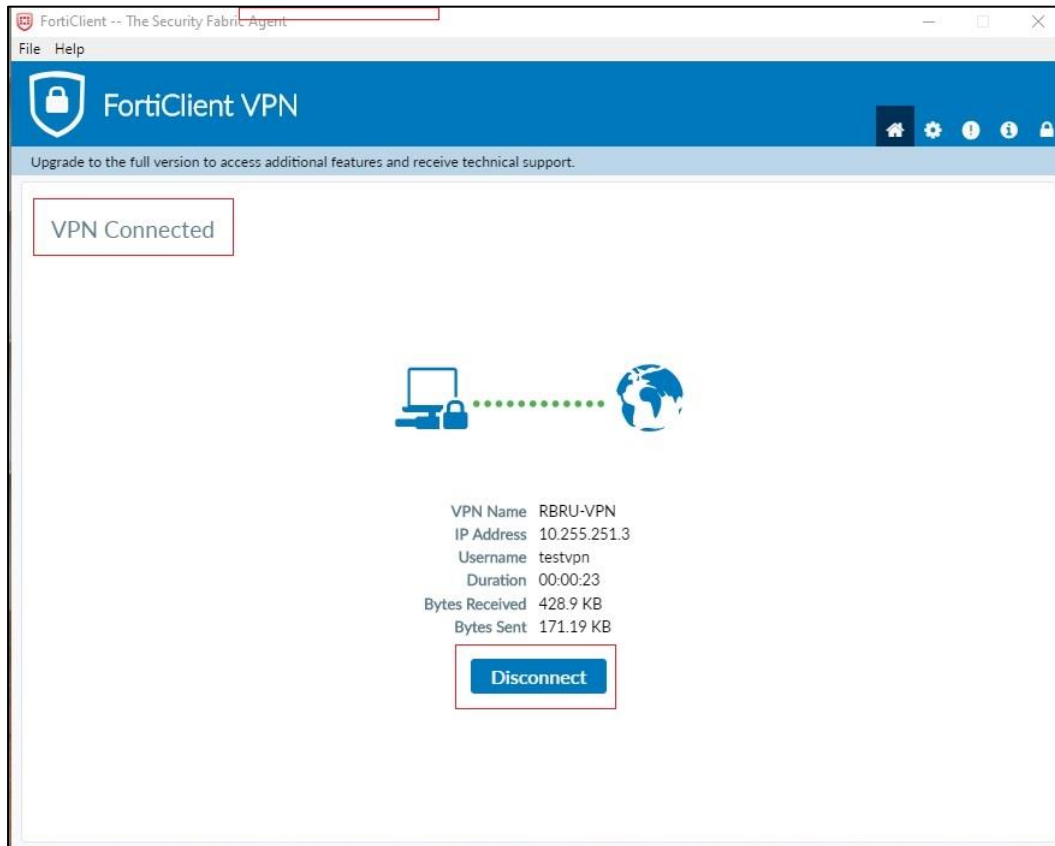 FortiClient -- The Security Fabric Agent
File Help
FortiClient VPN
Upgrade to the full version to access additional features and receive technical support.
VPN Connected
VPN Name RBRU-VPN
IP Address 10.255.251.3
Username testvpn
Duration 00:00:23
Bytes Received 428.9 KB
Bytes Sent 171.19 KB
Disconnect